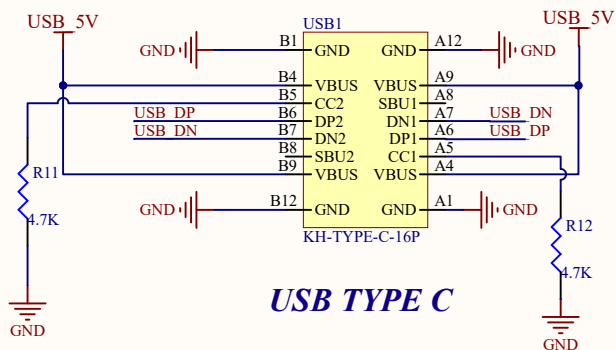 USB_5V
USB_5V
USB1
GND B1 GND GND A12 GND
B4 VBUS VBUS A9
B5 CC2 SBU1 A8
USB_DP B6 DP2 DN1 A7 USB_DN
USB_DN B7 DN2 DP1 A6 USB_DP
B8 SBU2 CC1 A5
R11 B9 VBUS VBUS A4
4.7K GND B12 GND GND A1 GND
KH-TYPE-C-16P
R12
4.7K
USB TYPE C
GND
GND